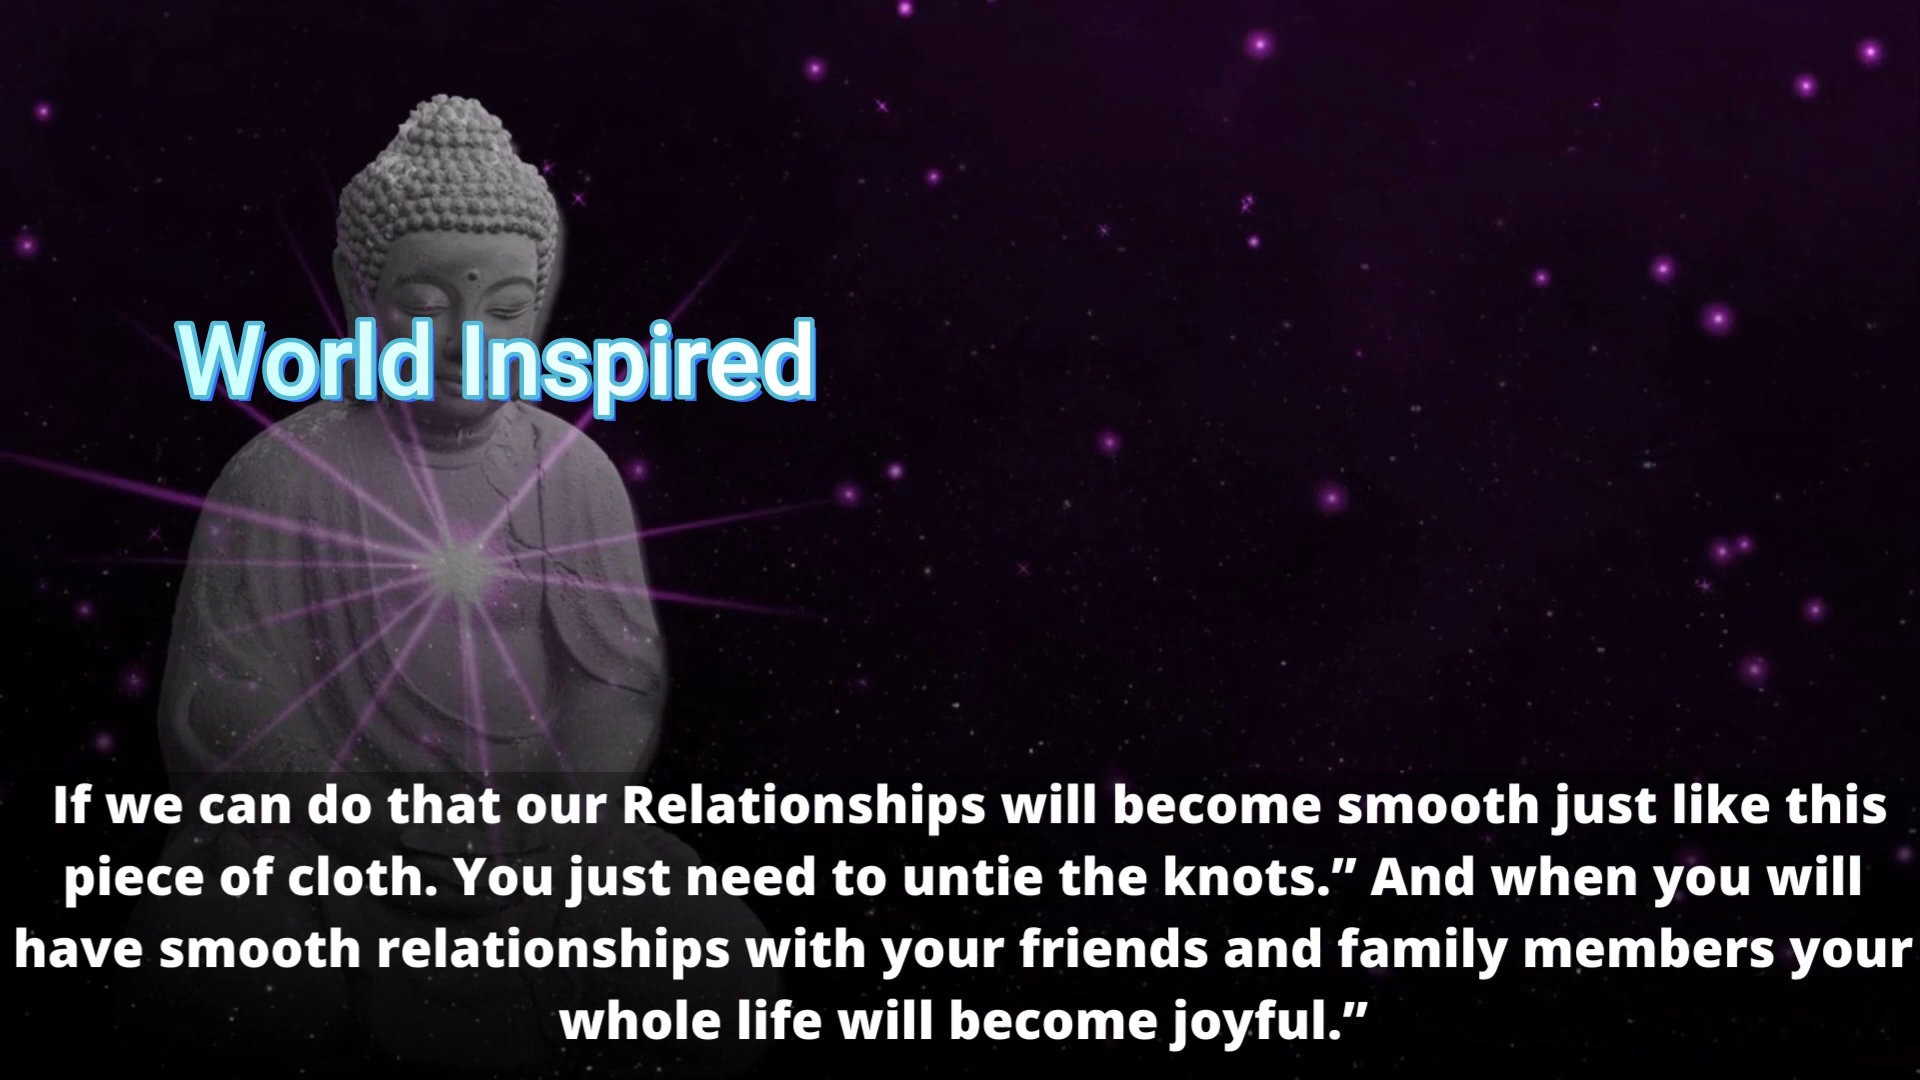 World Inspired
If we can do that our Relationships will become smooth just like this
piece of cloth. You just need to untie the knots.” And when you will
have smooth relationships with your friends and family members your
whole life will become joyful.”